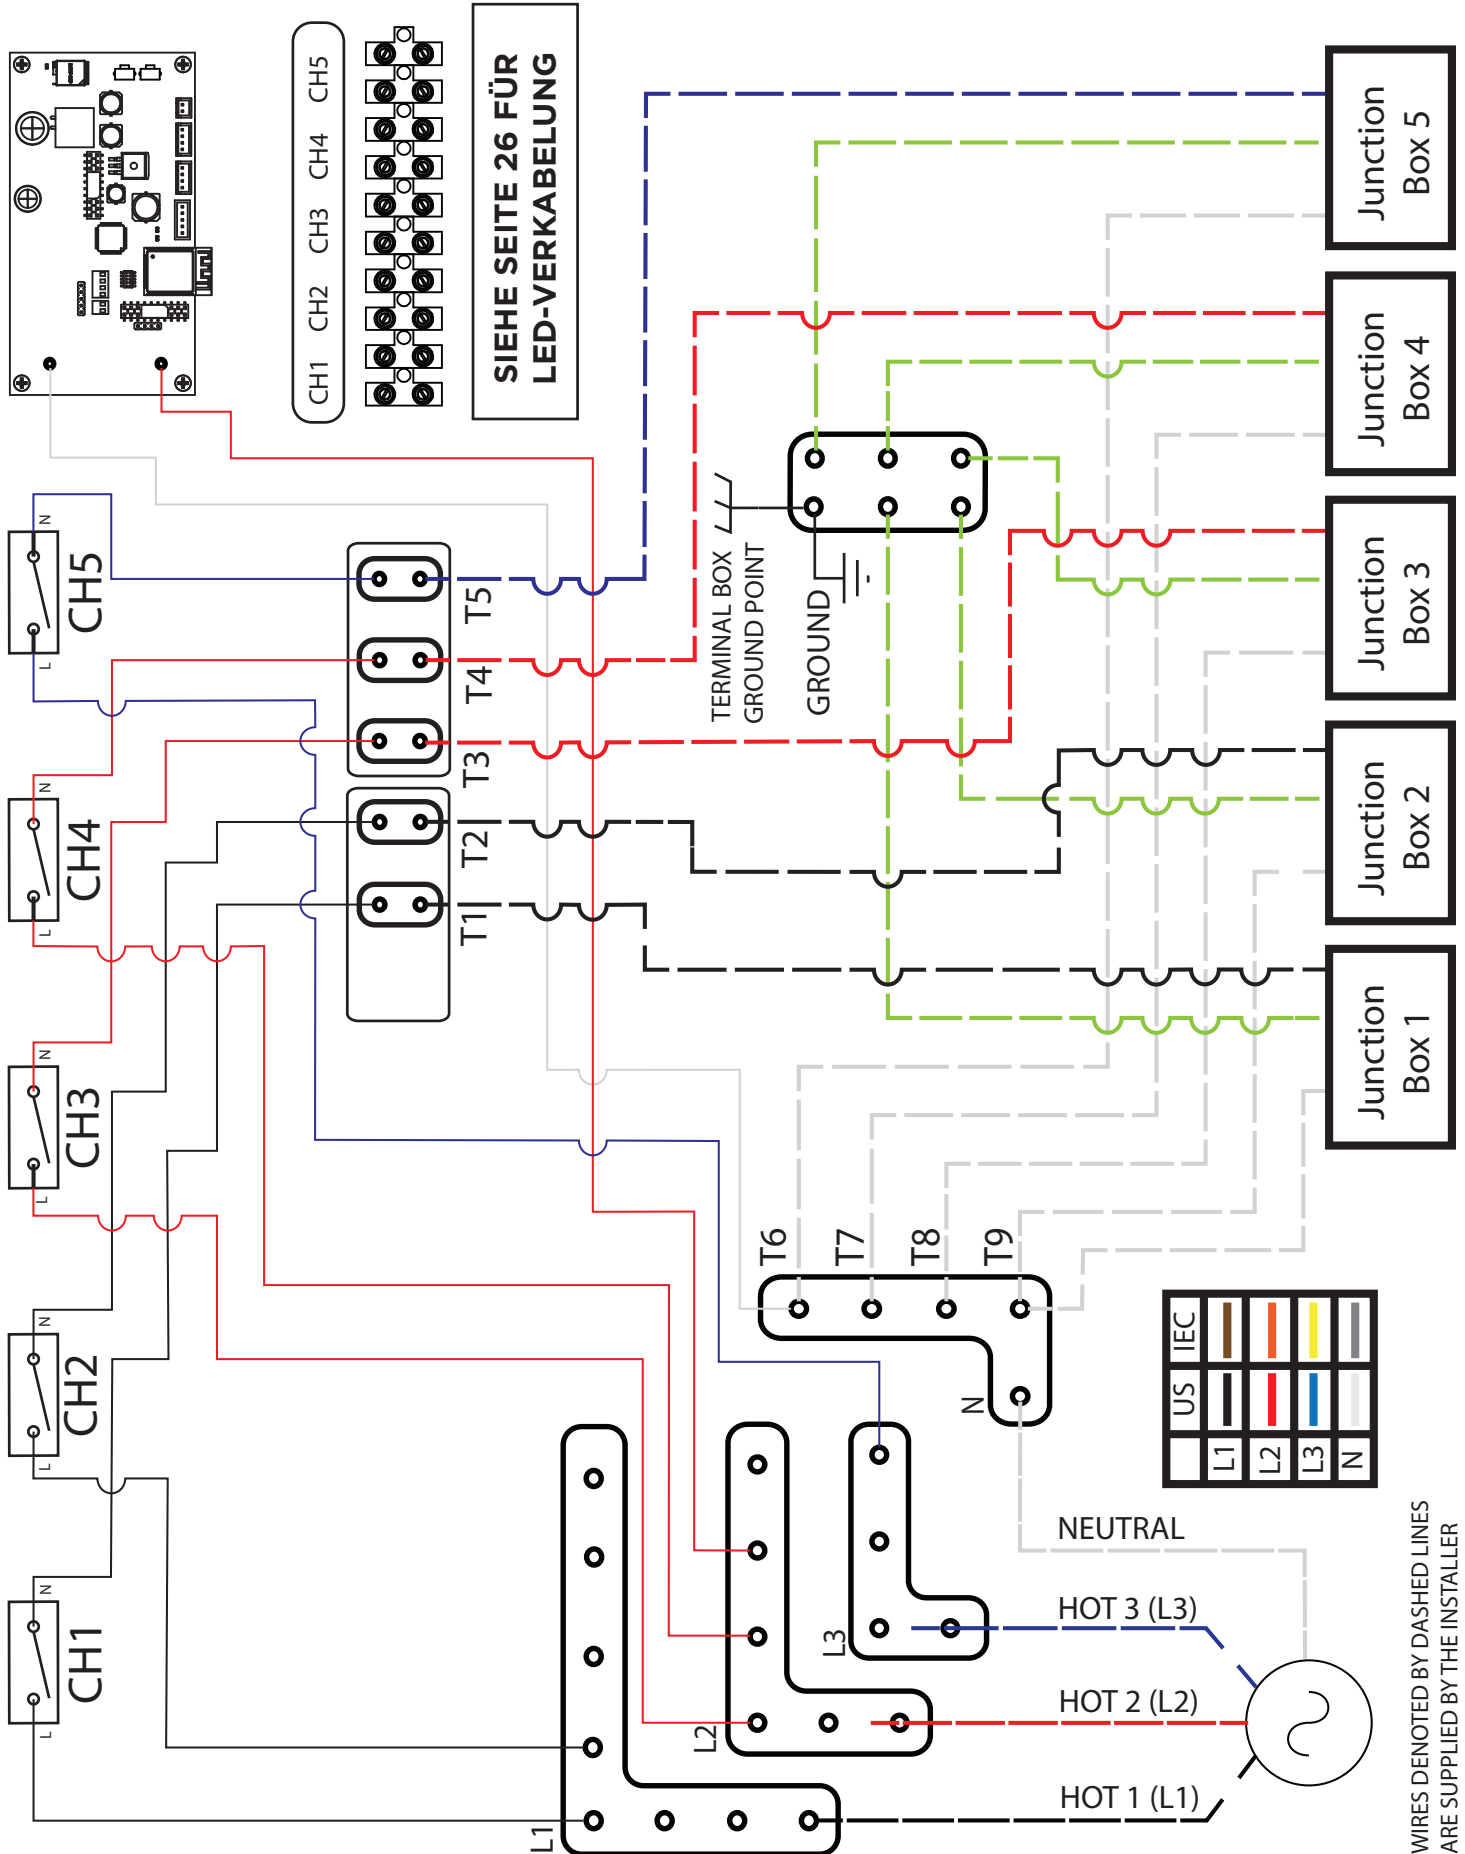 CH5
CH4
CH3
CH2
CH1
SIEHE SEITE 26 FÜR
LED-VERKABELUNG
N
CH5
L
N
CH4
L
N
CH3
L
N
CH2
L
N
CH1
L
T5
T4
T3
T2
T1
TERMINAL BOX
GROUND POINT
GROUND
Junction
Box 5
Junction
Box 4
Junction
Box 3
Junction
Box 2
Junction
Box 1
T6
T7
T8
T9
N
L1
L2
L3
NEUTRAL
HOT 3 (L3)
HOT 2 (L2)
HOT 1 (L1)
US IEC
L1
L2
L3
N
WIRES DENOTED BY DASHED LINES
ARE SUPPLIED BY THE INSTALLER